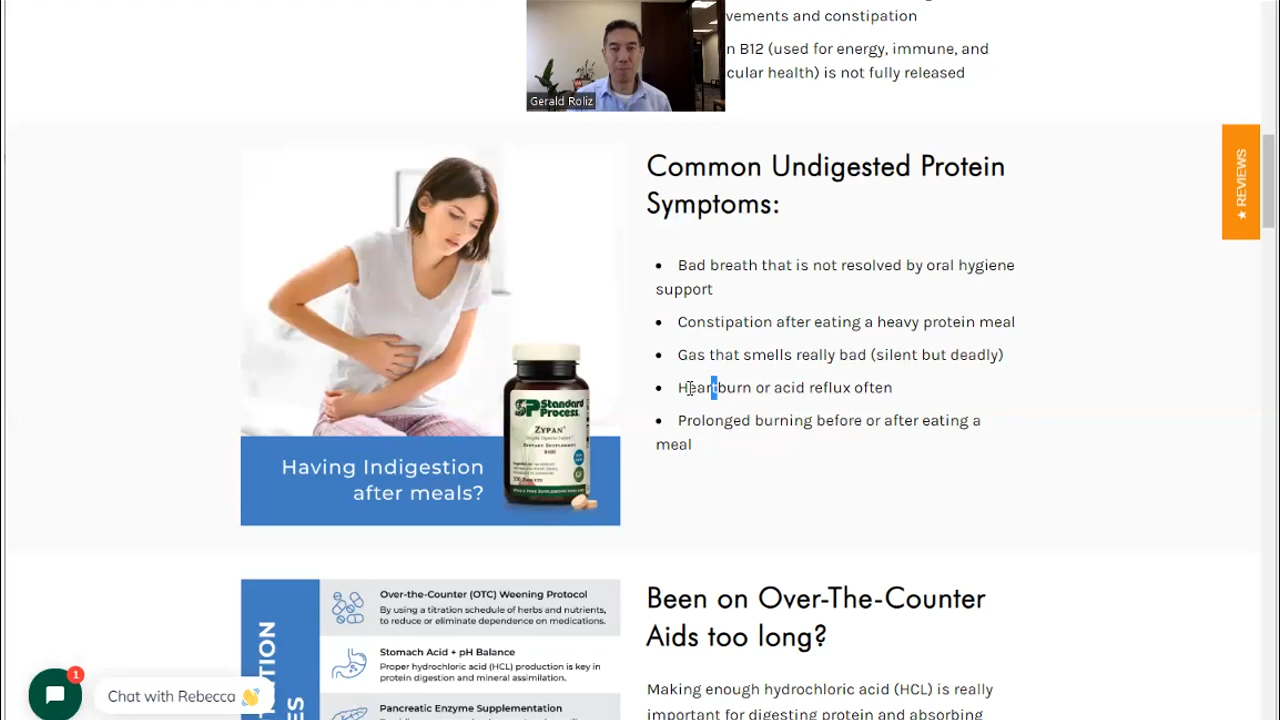 vements and constipation
n B12 (used for energy, immune, and
cular health) is not fully released
Gerald Roliz
★ REVIEWS
Common Undigested Protein
Symptoms:
• Bad breath that is not resolved by oral hygiene
support
• Constipation after eating a heavy protein meal
• Gas that smells really bad (silent but deadly)
• Heartburn or acid reflux often
• Prolonged burning before or after eating a
meal
Standard
Process
ZYPAN
Having Indigestion
after meals?
Over-the-Counter (OTC) Weening Protocol
By using a titration schedule of herbs and nutrients,
to reduce or eliminate dependence on medications.
Stomach Acid + pH Balance
Proper hydrochloric acid (HCL) production is key in
protein digestion and mineral assimilation.
Pancreatic Enzyme Supplementation
Been on Over-The-Counter
Aids too long?
Making enough hydrochloric acid (HCL) is really
important for digesting protein and absorbing
1
Chat with Rebecca 👋